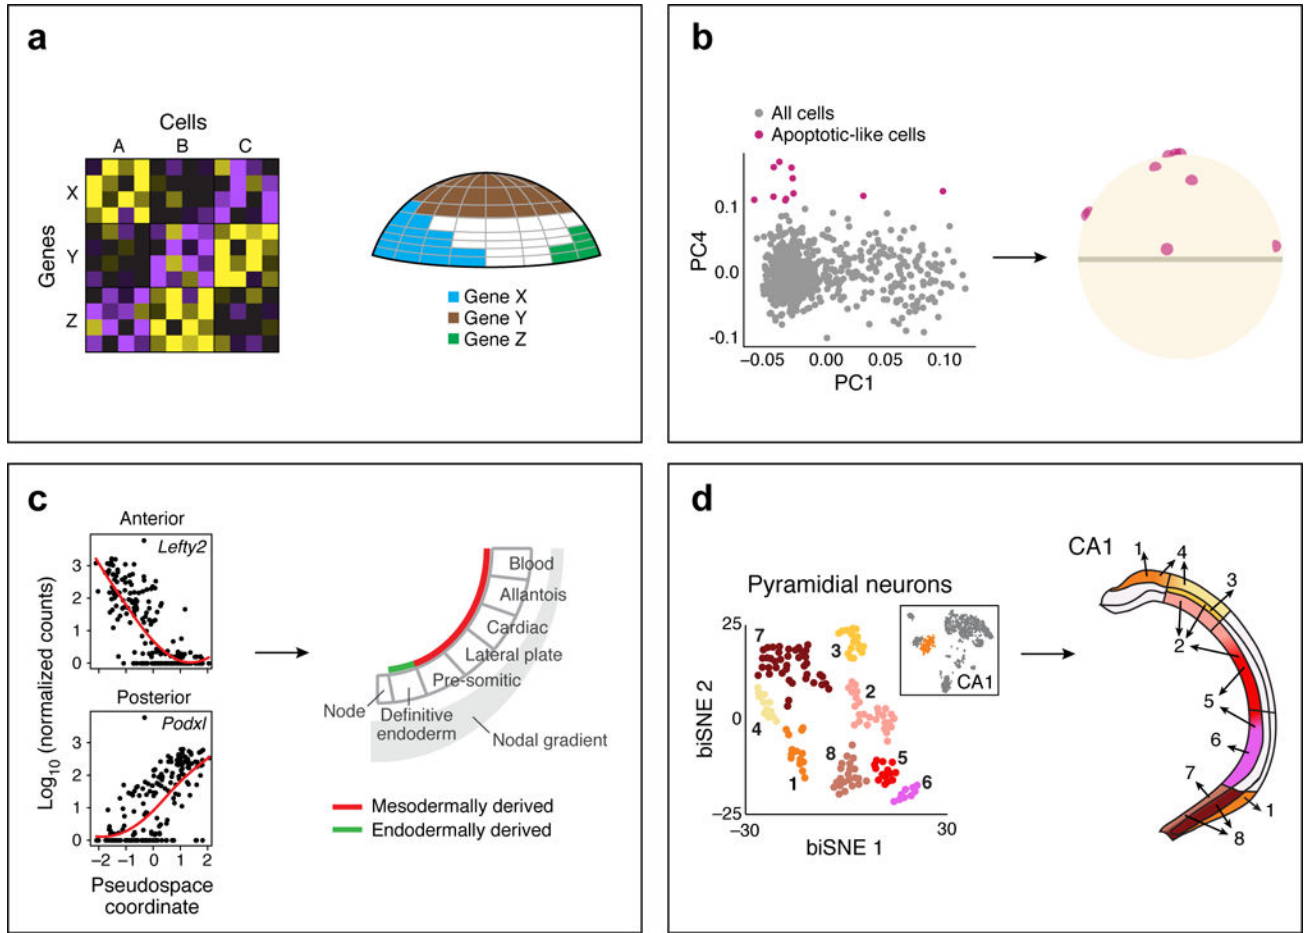 a
Cells
A B C
Genes
X
Y
Z
Gene X
Gene Y
Gene Z
b
All cells
Apoptotic-like cells
PC4
0.1
0.0
-0.1
−0.05 0.00 0.05 0.10
PC1
c
Anterior
Lefty2
3
2
1
0
Posterior
Podxl
3
2
1
0
−2 −1 0 1 2
Log10 (normalized counts)
Pseudospace
coordinate
Blood
Allantois
Cardiac
Lateral plate
Pre-somitic
Node
Definitive
endoderm
Nodal gradient
Mesodermally derived
Endodermally derived
d
Pyramidial neurons
25
0
−25
biSNE 2
−30 30
biSNE 1
7
3
2
4
1
8
5
6
CA1
CA1
1
4
3
2
5
6
7
1
8